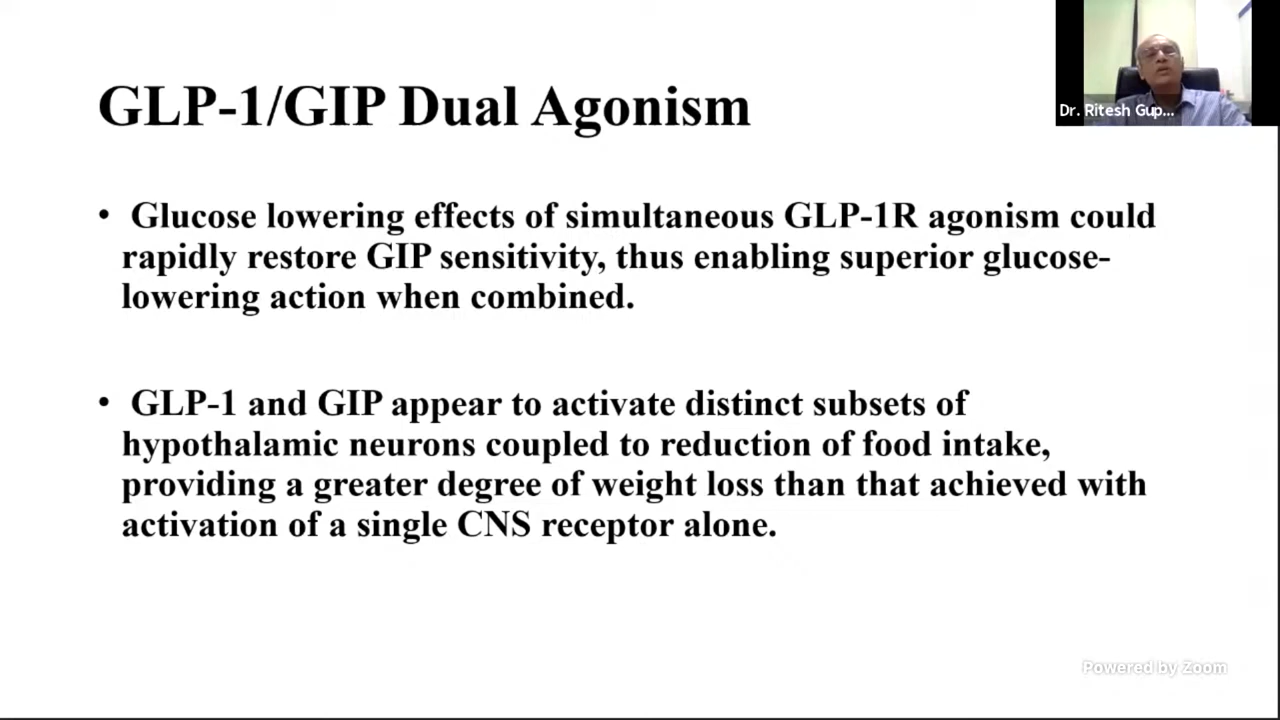 GLP-1/GIP Dual Agonism
Dr. Ritesh Gup...
• Glucose lowering effects of simultaneous GLP-1R agonism could
rapidly restore GIP sensitivity, thus enabling superior glucose-
lowering action when combined.
• GLP-1 and GIP appear to activate distinct subsets of
hypothalamic neurons coupled to reduction of food intake,
providing a greater degree of weight loss than that achieved with
activation of a single CNS receptor alone.
Powered by Zoom